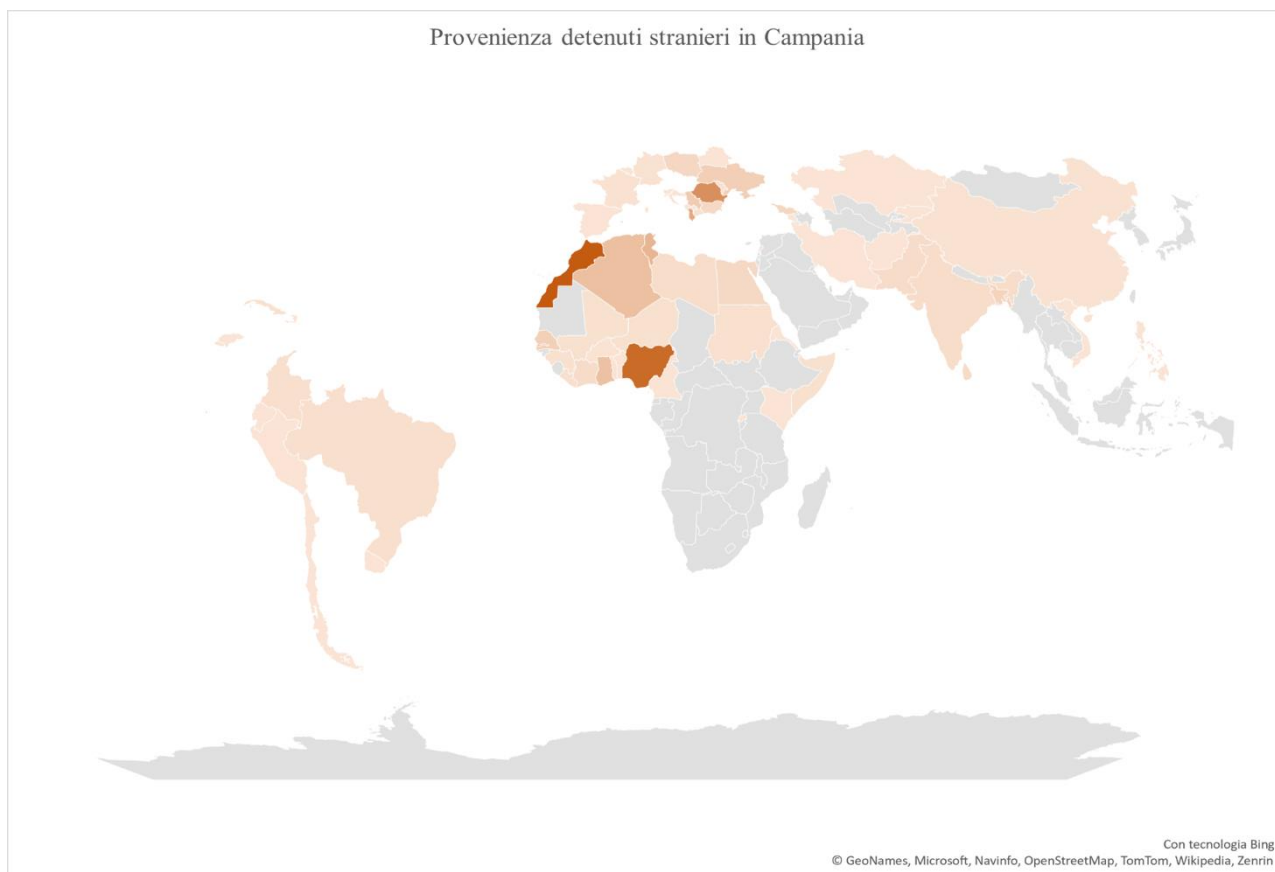 Provenienza detenuti stranieri in Campania
Con tecnologia Bing
© GeoNames, Microsoft, Navinfo, OpenStreetMap, TomTom, Wikipedia, Zenrin